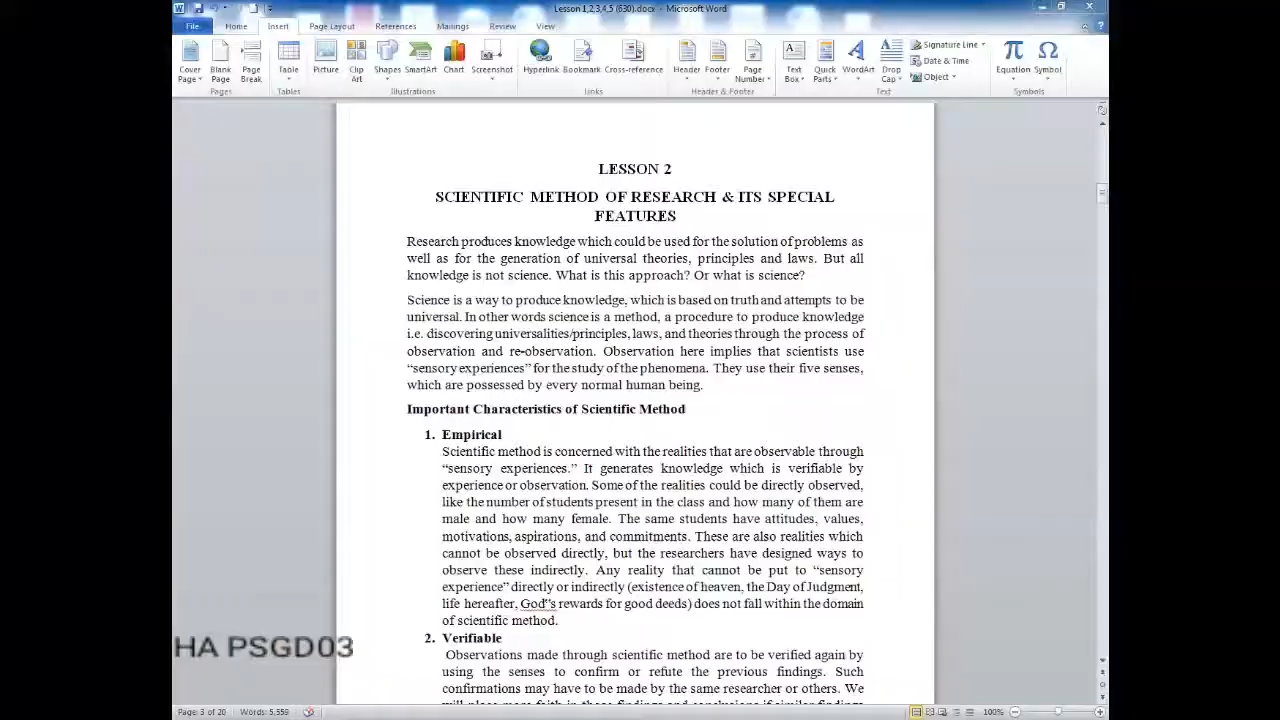 Lesson 1,2,3,4,5 (630).docx - Microsoft Word
File Home Insert Page Layout References Mailings Review View
Cover Page Blank Page Page Break Table Picture Clip Art Shapes SmartArt Chart Screenshot Hyperlink Bookmark Cross-reference Header Footer Page Number Text Box Quick Parts WordArt Drop Cap Signature Line Date & Time Object Equation Symbol
Pages Tables Illustrations Links Header & Footer Text Symbols
LESSON 2
SCIENTIFIC METHOD OF RESEARCH & ITS SPECIAL
FEATURES
Research produces knowledge which could be used for the solution of problems as
well as for the generation of universal theories, principles and laws. But all
knowledge is not science. What is this approach? Or what is science?
Science is a way to produce knowledge, which is based on truth and attempts to be
universal. In other words science is a method, a procedure to produce knowledge
i.e. discovering universalities/principles, laws, and theories through the process of
observation and re-observation. Observation here implies that scientists use
“sensory experiences” for the study of the phenomena. They use their five senses,
which are possessed by every normal human being.
Important Characteristics of Scientific Method
1. Empirical
Scientific method is concerned with the realities that are observable through
“sensory experiences.” It generates knowledge which is verifiable by
experience or observation. Some of the realities could be directly observed,
like the number of students present in the class and how many of them are
male and how many female. The same students have attitudes, values,
motivations, aspirations, and commitments. These are also realities which
cannot be observed directly, but the researchers have designed ways to
observe these indirectly. Any reality that cannot be put to “sensory
experience” directly or indirectly (existence of heaven, the Day of Judgment,
life hereafter, God‟s rewards for good deeds) does not fall within the domain
of scientific method.
2. Verifiable
Observations made through scientific method are to be verified again by
using the senses to confirm or refute the previous findings. Such
confirmations may have to be made by the same researcher or others. We
will place more faith in these findings and conclusions if similar findings
HA PSGD03
Page: 3 of 20 Words: 5,559 100%